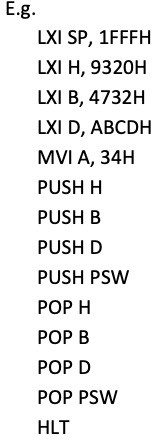 E.g.
LXI SP, 1FFFH
LXI H, 9320H
LXI B, 4732H
LXI D, ABCDH
MVI A, 34H
PUSH H
PUSH B
PUSH D
PUSH PSW
POP H
POP B
POP D
POP PSW
HLT